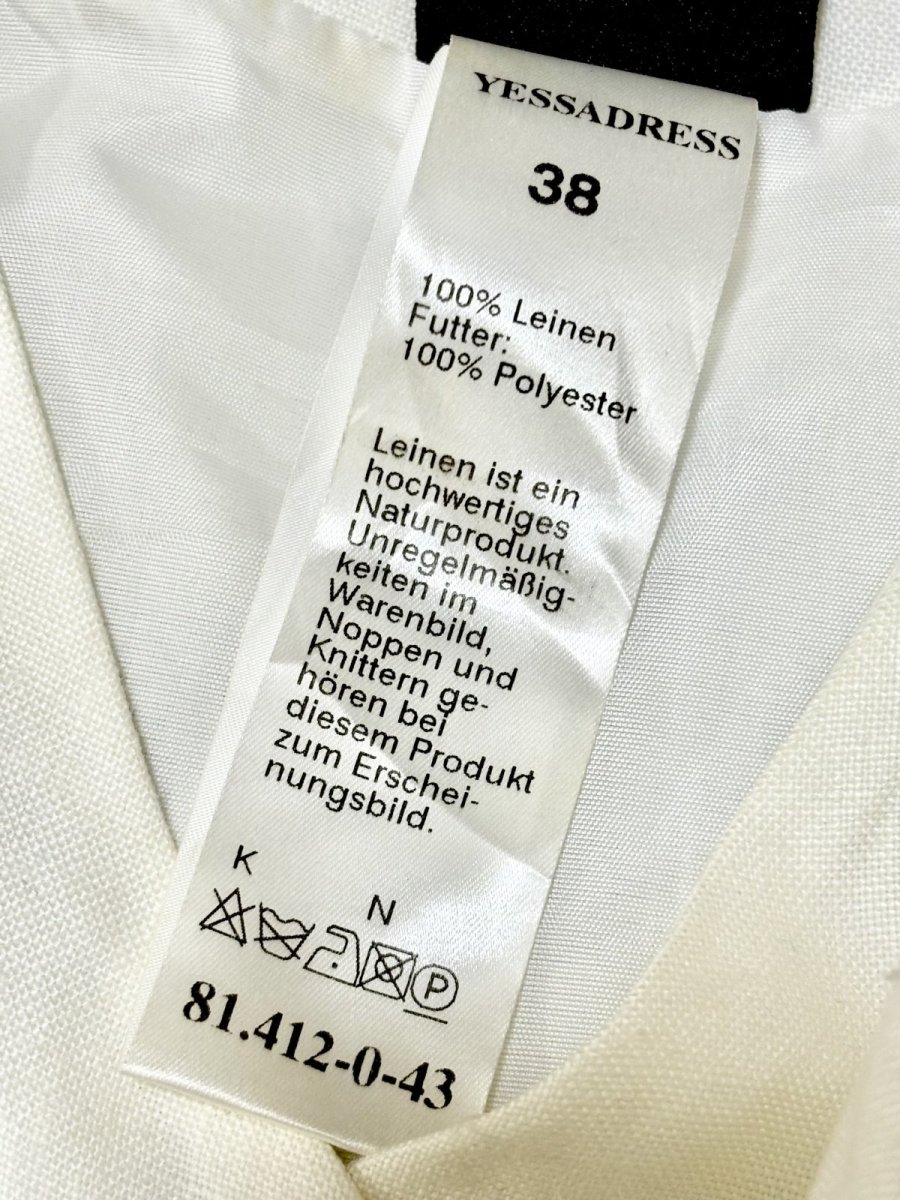 YESSADRESS
38
100% Leinen
Futter:
100% Polyester
Leinen ist ein
hochwertiges
Naturprodukt.
Unregelmäßig-
keiten im
Warenbild,
Noppen und
Knittern ge-
hören bei
diesem Produkt
zum Erschei-
nungsbild.
K N
P
81.412-0-43